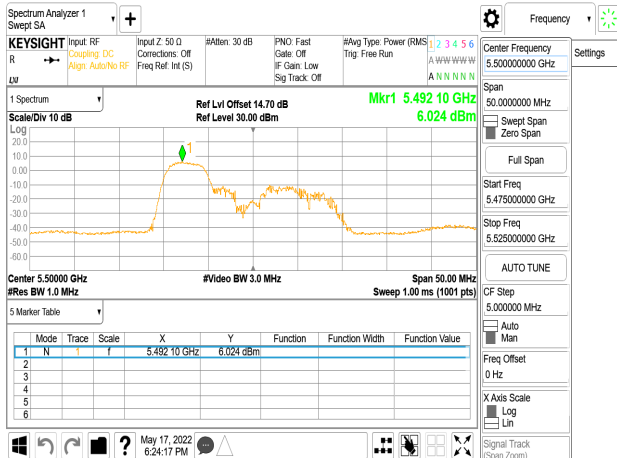 Spectrum Analyzer 1
Swept SA
Frequency
Settings
KEYSIGHT
R
LXI
Input: RF
Coupling: DC
Align: Auto/No RF
Input Z: 50 Ω
Corrections: Off
Freq Ref: Int (S)
#Atten: 30 dB
PNO: Fast
Gate: Off
IF Gain: Low
Sig Track: Off
#Avg Type: Power (RMS
Trig: Free Run
1 2 3 4 5 6
A W W W W W
A N N N N N
1 Spectrum
Scale/Div 10 dB
Ref Lvl Offset 14.70 dB
Ref Level 30.00 dBm
Mkr1 5.492 10 GHz
6.024 dBm
Log
20.0
10.0
0.00
-10.0
-20.0
-30.0
-40.0
-50.0
-60.0
1
Center 5.50000 GHz
#Video BW 3.0 MHz
Span 50.00 MHz
#Res BW 1.0 MHz
Sweep 1.00 ms (1001 pts)
5 Marker Table
Mode Trace Scale X Y Function Function Width Function Value
1 N 1 f 5.492 10 GHz 6.024 dBm
2
3
4
5
6
May 17, 2022
6:24:17 PM
?
Center Frequency
5.500000000 GHz
Span
50.0000000 MHz
Swept Span
Zero Span
Full Span
Start Freq
5.475000000 GHz
Stop Freq
5.525000000 GHz
AUTO TUNE
CF Step
5.000000 MHz
Auto
Man
Freq Offset
0 Hz
X Axis Scale
Log
Lin
Signal Track
(Span Zoom)